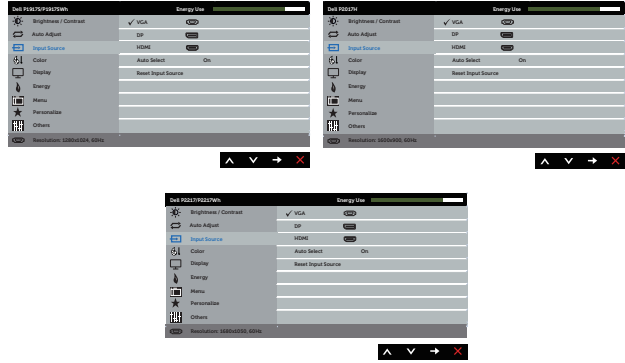 Dell P1917S/P1917SWh Energy Use
Brightness / Contrast VGA
Auto Adjust DP
Input Source HDMI
Color Auto Select On
Display Reset Input Source
Energy
Menu
Personalize
Others
Resolution: 1280x1024, 60Hz
Dell P2017H Energy Use
Brightness / Contrast VGA
Auto Adjust DP
Input Source HDMI
Color Auto Select On
Display Reset Input Source
Energy
Menu
Personalize
Others
Resolution: 1600x900, 60Hz
Dell P2217/P2217Wh Energy Use
Brightness / Contrast VGA
Auto Adjust DP
Input Source HDMI
Color Auto Select On
Display Reset Input Source
Energy
Menu
Personalize
Others
Resolution: 1680x1050, 60Hz